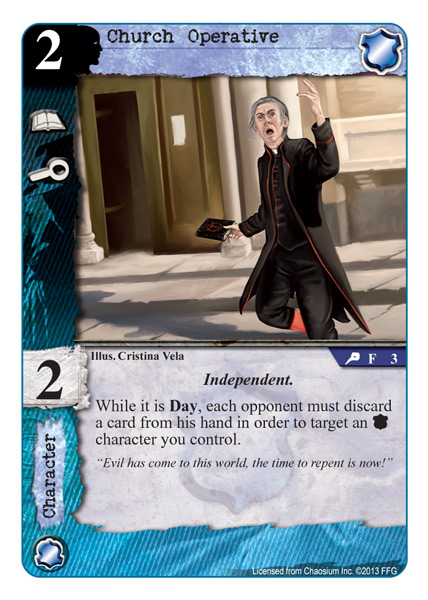 2
Church Operative
Illus. Cristina Vela
F 3
2
Independent.
While it is Day, each opponent must discard
a card from his hand in order to target an
character you control.
“Evil has come to this world, the time to repent is now!”
Character
Licensed from Chaosium Inc. ©2013 FFG